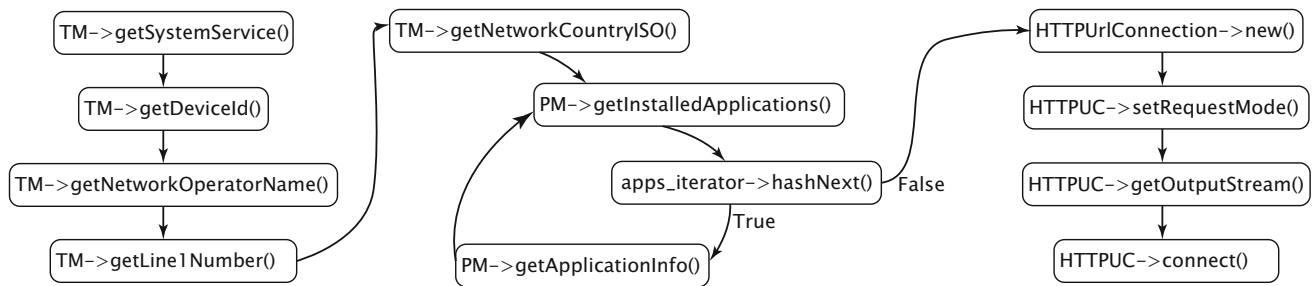 TM->getSystemService()
TM->getDeviceId()
TM->getNetworkOperatorName()
TM->getLine1Number()
TM->getNetworkCountryISO()
PM->getInstalledApplications()
apps_iterator->hashNext()
True
False
PM->getApplicationInfo()
HTTPUrlConnection->new()
HTTPUC->setRequestMode()
HTTPUC->getOutputStream()
HTTPUC->connect()